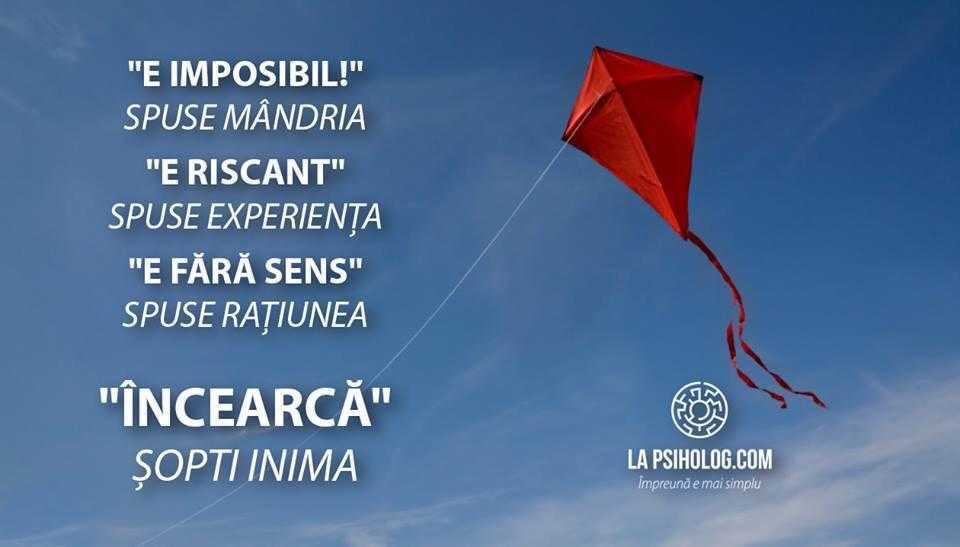 "E IMPOSIBIL!"
SPUSE MÂNDRIA
"E RISCANT"
SPUSE EXPERIENȚA
"E FĂRĂ SENS"
SPUSE RAȚIUNEA
"ÎNCEARCĂ"
ȘOPTI INIMA
LA PSIHOLOG.COM
Împreună e mai simplu